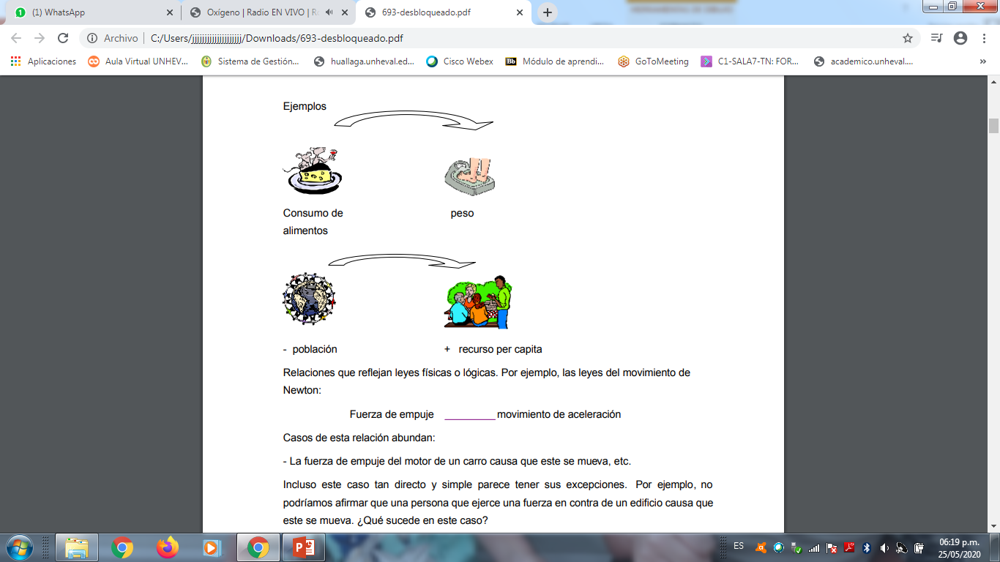 (1) WhatsApp
Oxígeno | Radio EN VIVO | R
693-desbloqueado.pdf
Archivo
C:/Users/jjjjjjjjjjjjjjjjjjjj/Downloads/693-desbloqueado.pdf
Aplicaciones
Aula Virtual UNHEV...
Sistema de Gestión...
huallaga.unheval.ed...
Cisco Webex
Bb
Módulo de aprendi...
GoToMeeting
C1-SALA7-TN: FOR...
academico.unheval....
»
Ejemplos
Consumo de
alimentos
peso
- población
+ recurso per capita
Relaciones que reflejan leyes físicas o lógicas. Por ejemplo, las leyes del movimiento de
Newton:
Fuerza de empuje _________ movimiento de aceleración
Casos de esta relación abundan:
- La fuerza de empuje del motor de un carro causa que este se mueva, etc.
Incluso este caso tan directo y simple parece tener sus excepciones. Por ejemplo, no
podríamos afirmar que una persona que ejerce una fuerza en contra de un edificio causa que
este se mueva. ¿Qué sucede en este caso?
ES
06:19 p.m.
25/05/2020